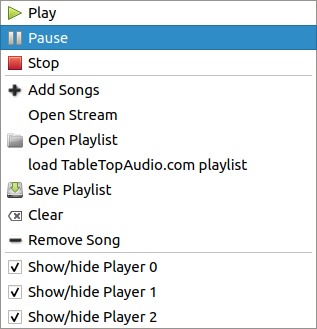 Play
Pause
Stop
Add Songs
Open Stream
Open Playlist
load TableTopAudio.com playlist
Save Playlist
Clear
Remove Song
Show/hide Player 0
Show/hide Player 1
Show/hide Player 2